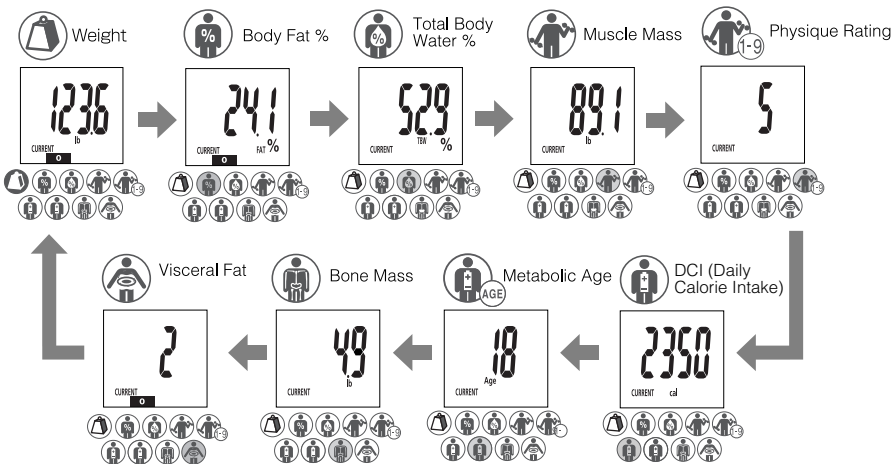 Weight
Body Fat %
Total Body
Water %
Muscle Mass
Physique Rating
1-9
123.6
lb
CURRENT
0
24.1
CURRENT
FAT %
0
52.9
CURRENT
TBW %
89.1
CURRENT
lb
5
CURRENT
Visceral Fat
Bone Mass
Metabolic Age
AGE
DCI (Daily
Calorie Intake)
2
CURRENT
0
4.9
lb
CURRENT
18
Age
CURRENT
2350
CURRENT cal